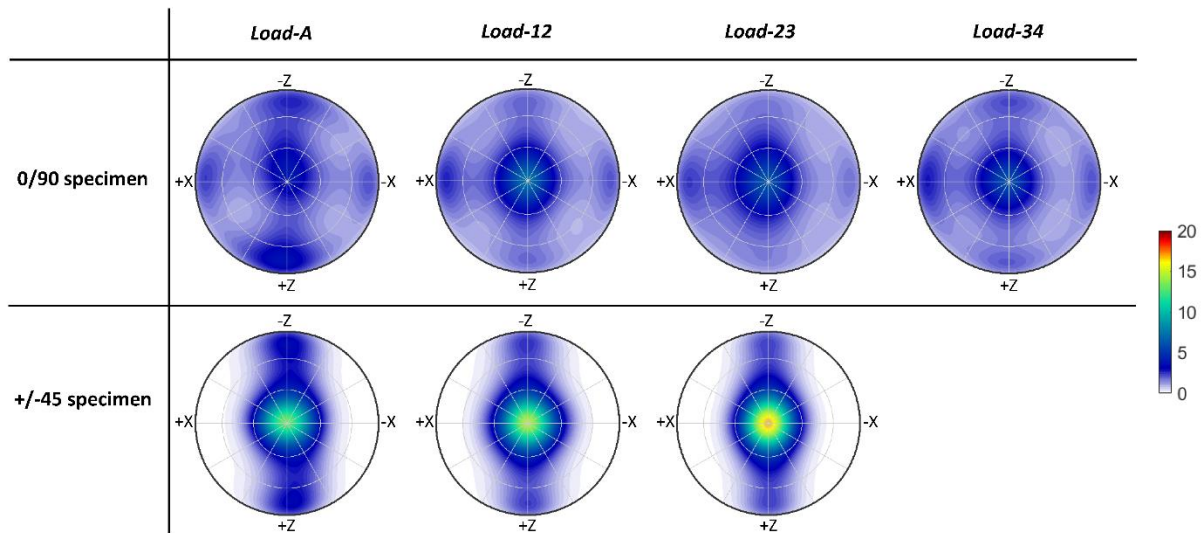 Load-A Load-12 Load-23 Load-34
-Z -Z -Z -Z
0/90 specimen +X -X +X -X +X -X +X -X
+Z +Z +Z +Z
20
15
10
5
0
-Z -Z -Z
+/-45 specimen +X -X +X -X +X -X
+Z +Z +Z